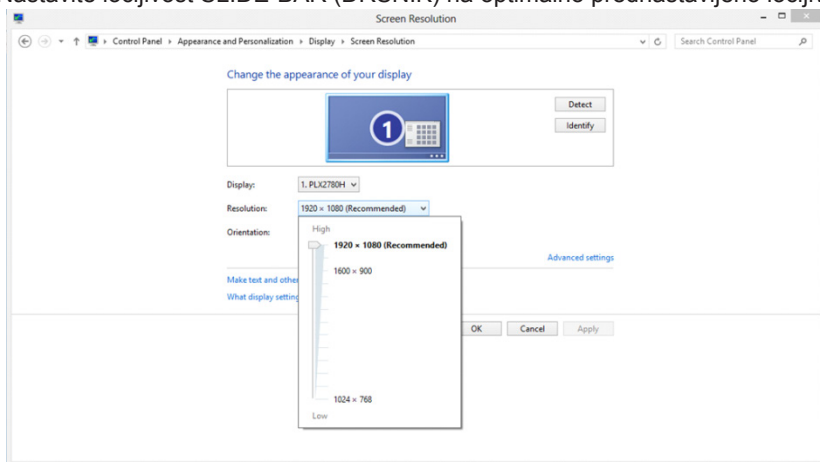 Screen Resolution
Control Panel ▸ Appearance and Personalization ▸ Display ▸ Screen Resolution
Search Control Panel
Change the appearance of your display
1
Detect
Identify
Display: 1. PLX2780H
Resolution: 1920 × 1080 (Recommended)
Orientation:
High
1920 × 1080 (Recommended)
Advanced settings
1600 × 900
Make text and other
What display setting
OK Cancel Apply
1024 × 768
Low